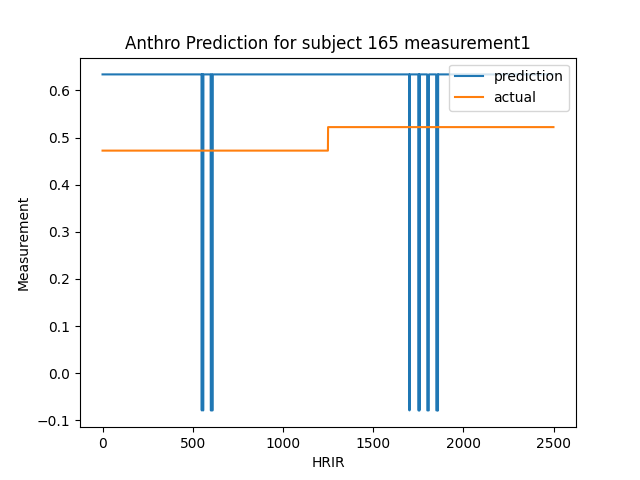 Anthro Prediction for subject 165 measurement1
prediction
actual
0.6
0.5
0.4
0.3
0.2
0.1
0.0
−0.1
Measurement
0 500 1000 1500 2000 2500
HRIR